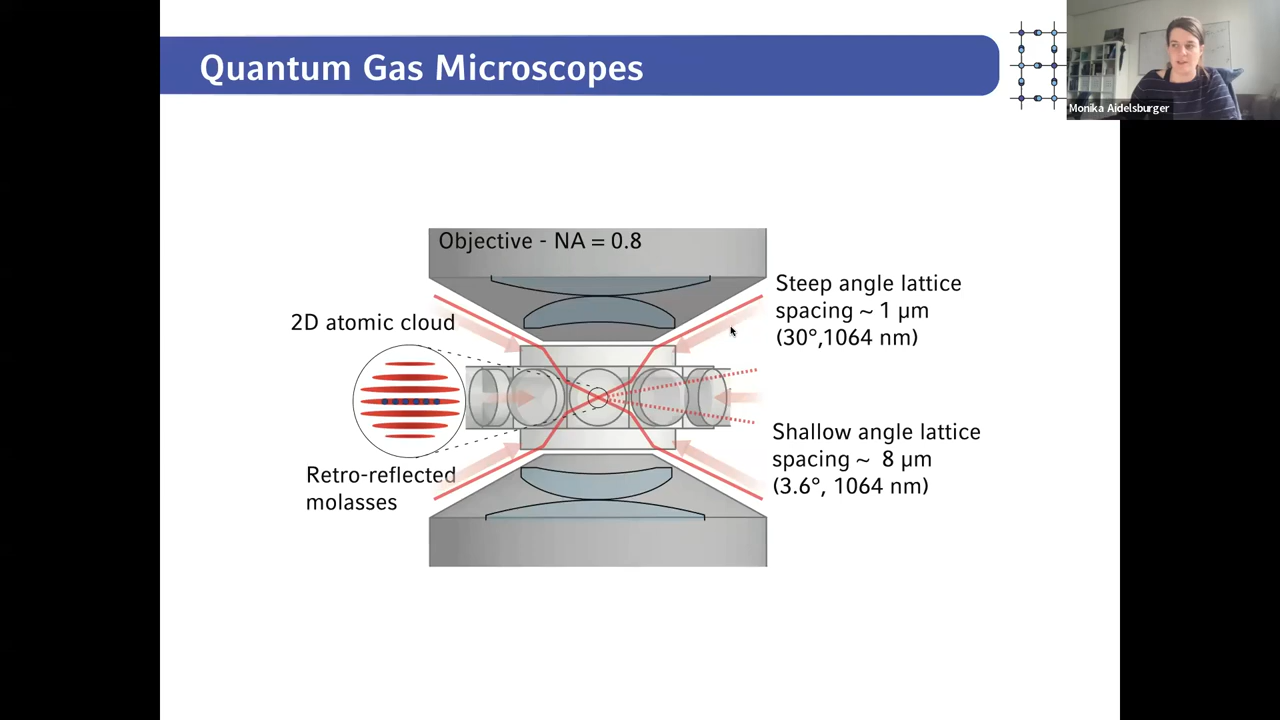 Quantum Gas Microscopes
Monika Aidelsburger
Objective - NA = 0.8
2D atomic cloud
Steep angle lattice
spacing ~ 1 µm
(30°,1064 nm)
Retro-reflected
molasses
Shallow angle lattice
spacing ~ 8 µm
(3.6°, 1064 nm)